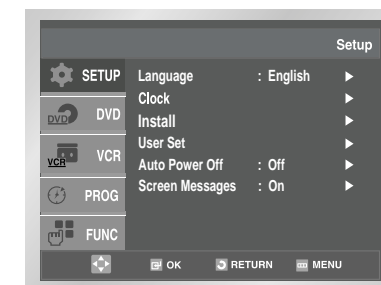 Setup
SETUP
DVD DVD
VCR VCR
PROG
FUNC
Language : English
Clock
Install
User Set
Auto Power Off : Off
Screen Messages : On
OK RETURN MENU